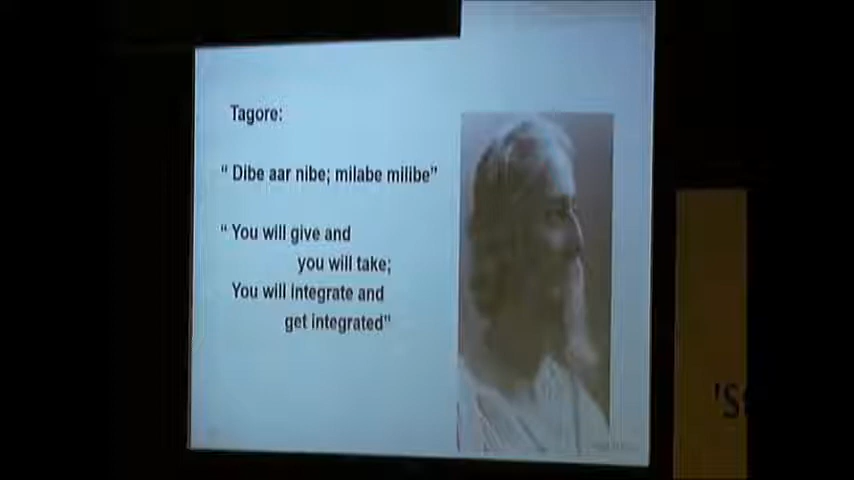 Tagore:
“ Dibe aar nibe; milabe milibe”
“ You will give and
you will take;
You will integrate and
get integrated”
'S